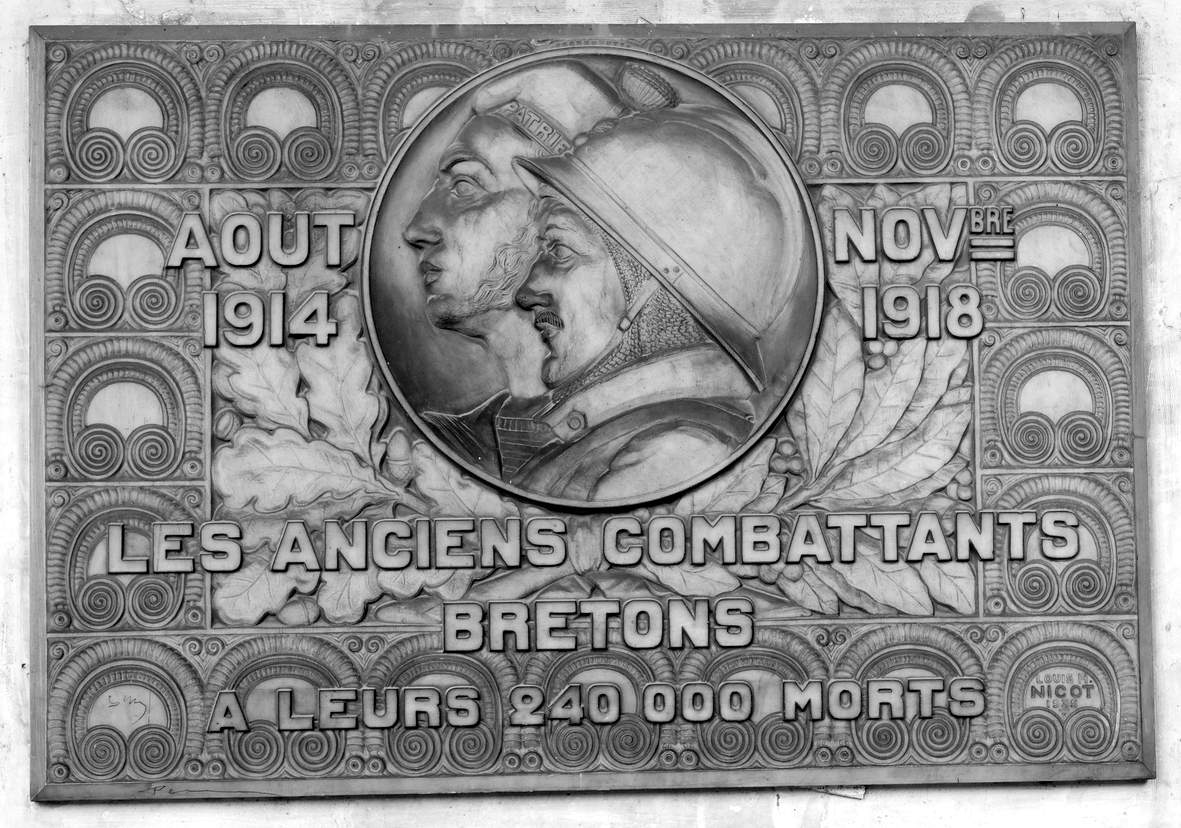 PATRIE
AOUT
1914
NOVBRE
1918
LES ANCIENS COMBATTANTS
BRETONS
A LEURS 240 000 MORTS
LOUIS H.
NICOT